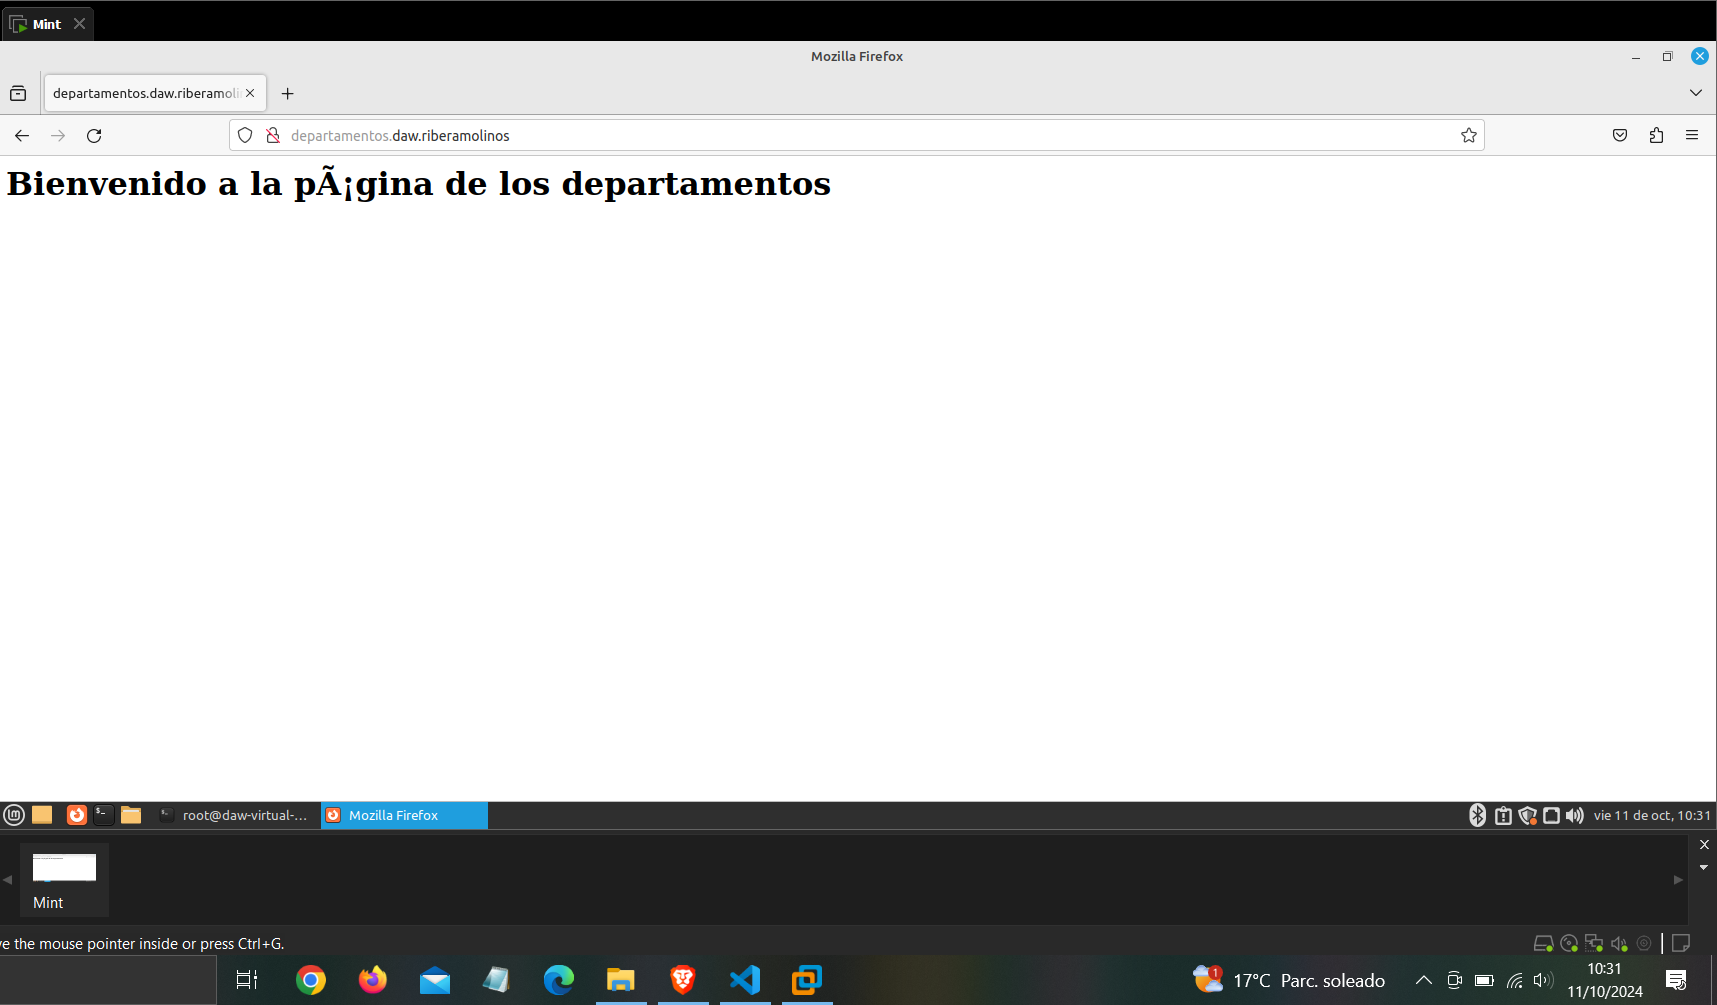 Mint
Mozilla Firefox
departamentos.daw.riberamoli
departamentos.daw.riberamolinos
Bienvenido a la pÃ¡gina de los departamentos
root@daw-virtual-...
Mozilla Firefox
vie 11 de oct, 10:31
Mint
ve the mouse pointer inside or press Ctrl+G.
1
17°C Parc. soleado
10:31
11/10/2024